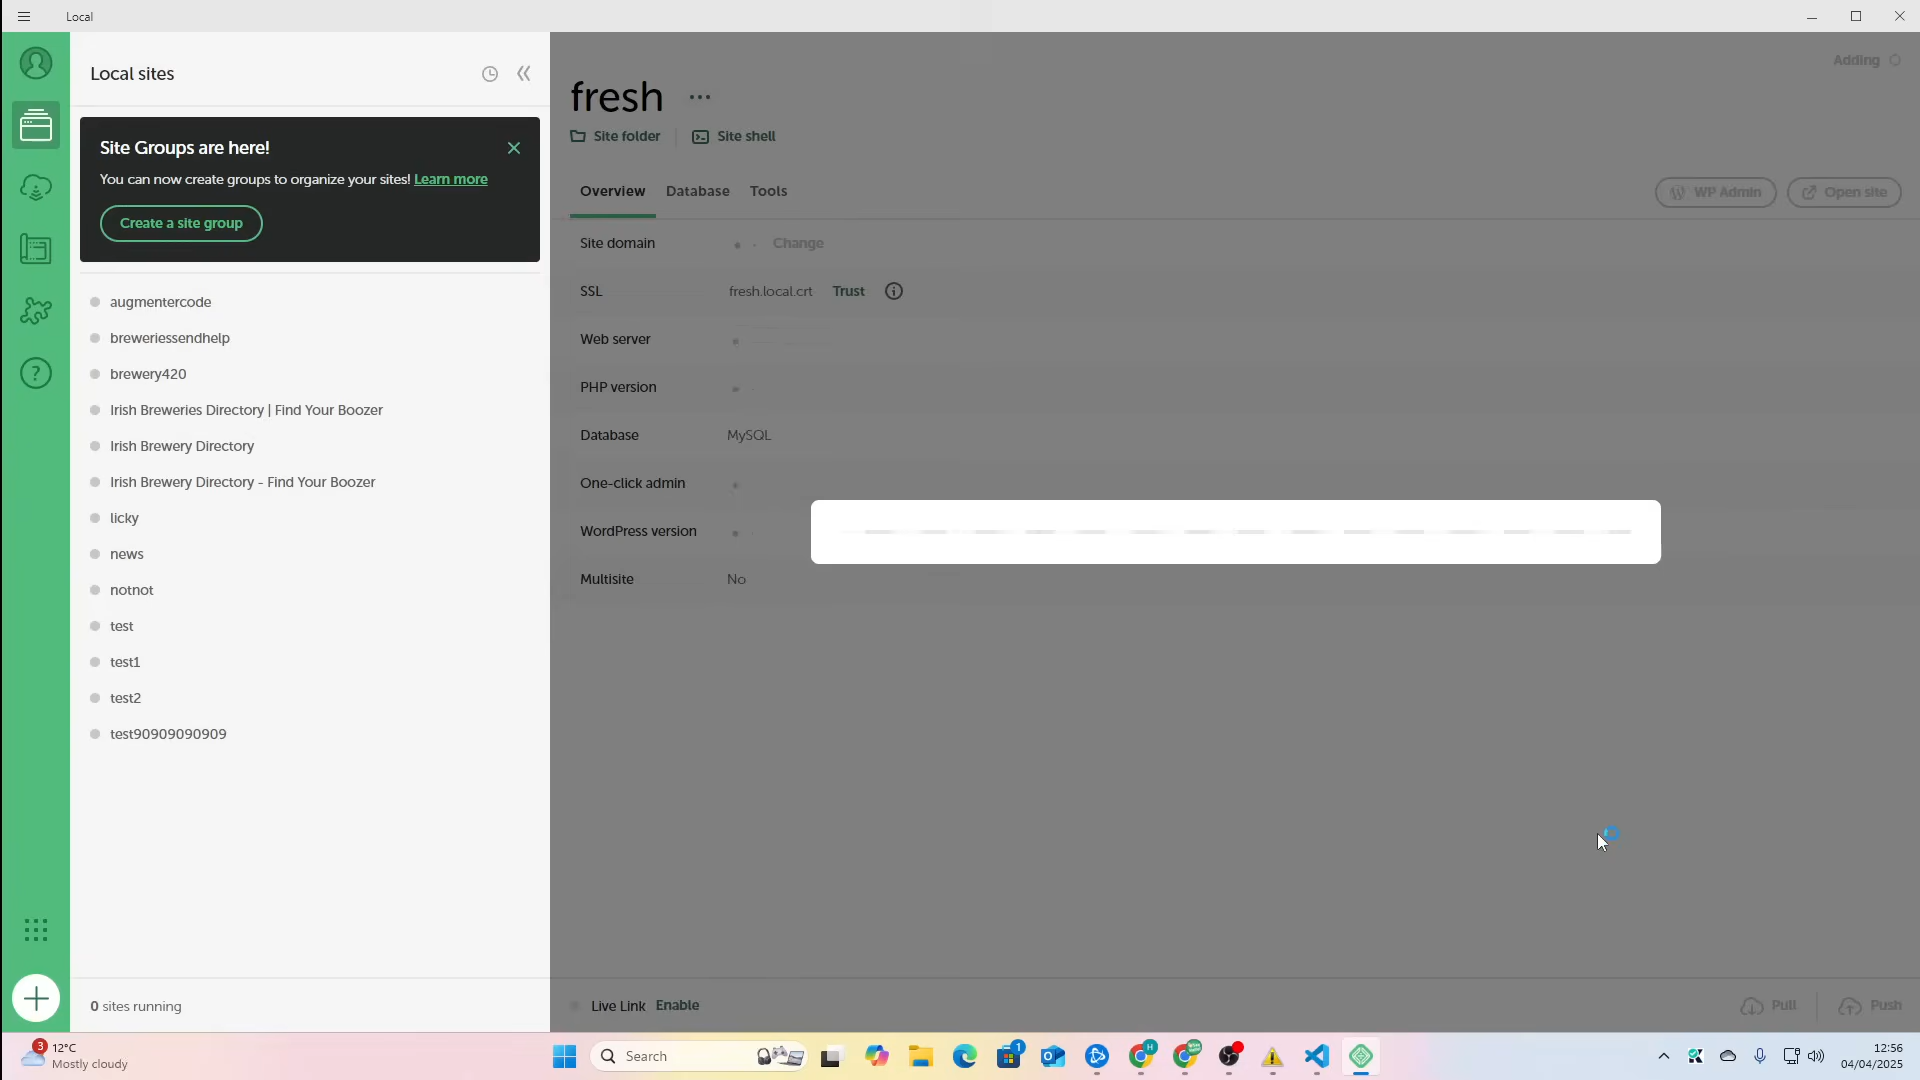 Local
Local sites
Site Groups are here!
You can now create groups to organize your sites! Learn more
Create a site group
augmentercode
breweriessendhelp
brewery420
Irish Breweries Directory | Find Your Boozer
Irish Brewery Directory
Irish Brewery Directory - Find Your Boozer
licky
news
notnot
test
test1
test2
test90909090909
0 sites running
Adding
fresh
Site folder
Site shell
Overview
Database
Tools
WP Admin
Open site
Site domain
Change
SSL
fresh.local.crt
Trust
Web server
PHP version
Database
MySQL
One-click admin
WordPress version
Multisite
No
Live Link
Enable
Pull
Push
3
12°C
Mostly cloudy
Search
1
H
12:56
04/04/2025